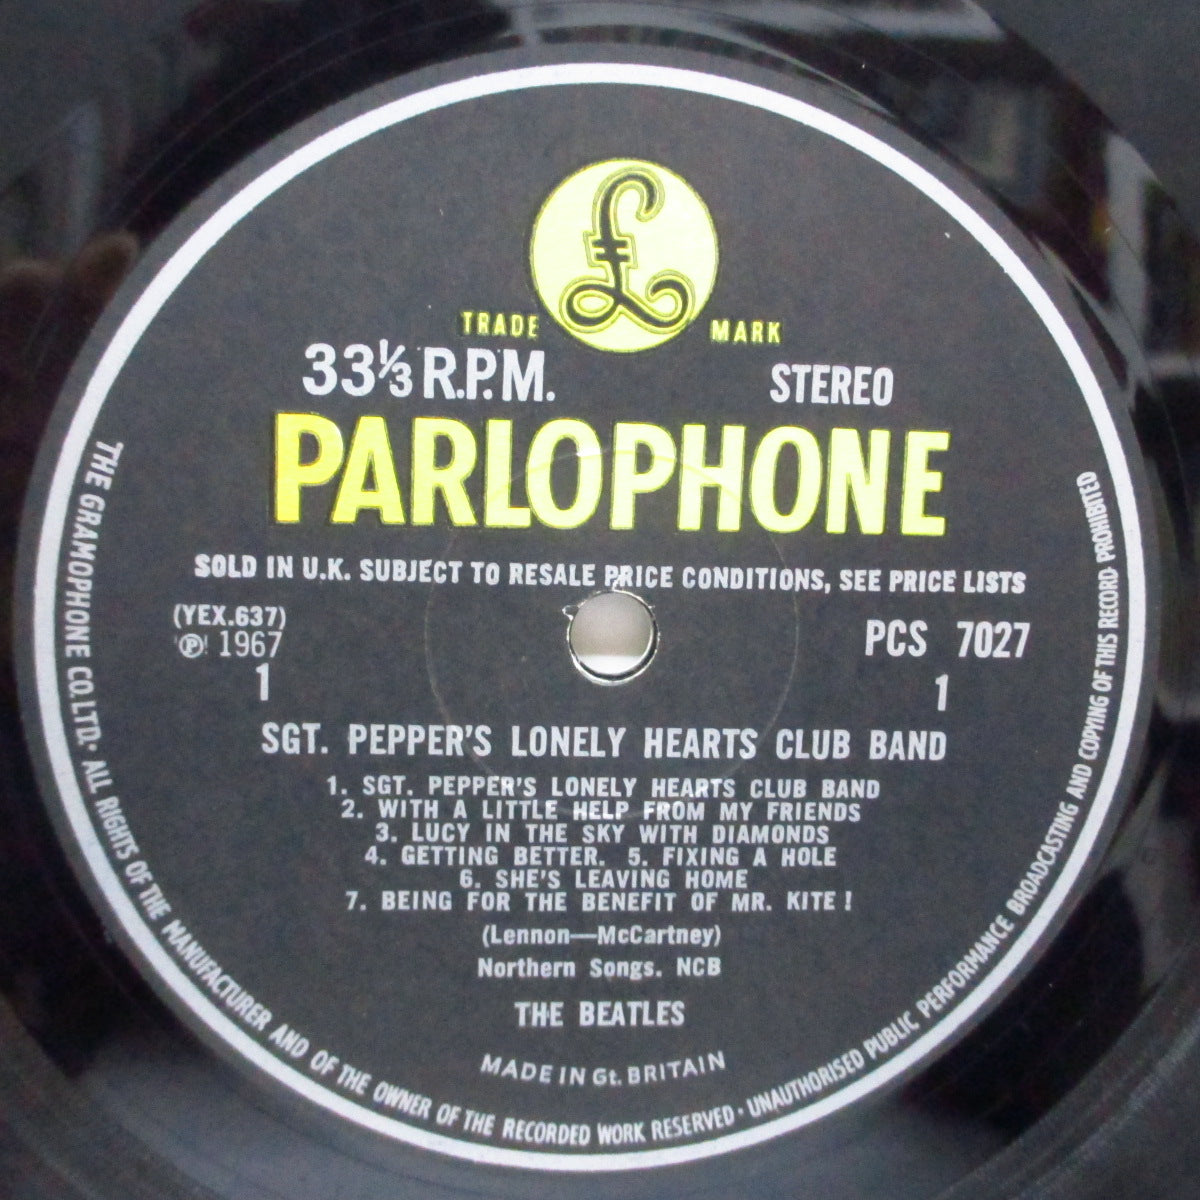 TRADE £ MARK
33⅓ R.P.M. STEREO
PARLOPHONE
SOLD IN U.K. SUBJECT TO RESALE PRICE CONDITIONS, SEE PRICE LISTS
(YEX.637)
℗ 1967 PCS 7027
1 1
SGT. PEPPER'S LONELY HEARTS CLUB BAND
1. SGT. PEPPER'S LONELY HEARTS CLUB BAND
2. WITH A LITTLE HELP FROM MY FRIENDS
3. LUCY IN THE SKY WITH DIAMONDS
4. GETTING BETTER. 5. FIXING A HOLE
6. SHE'S LEAVING HOME
7. BEING FOR THE BENEFIT OF MR. KITE!
(Lennon—McCartney)
Northern Songs. NCB
THE BEATLES
MADE IN Gt. BRITAIN
THE GRAMOPHONE CO. LTD. · ALL RIGHTS OF THE MANUFACTURER AND OF THE OWNER OF THE RECORDED WORK RESERVED · UNAUTHORISED PUBLIC PERFORMANCE BROADCASTING AND COPYING OF THIS RECORD PROHIBITED